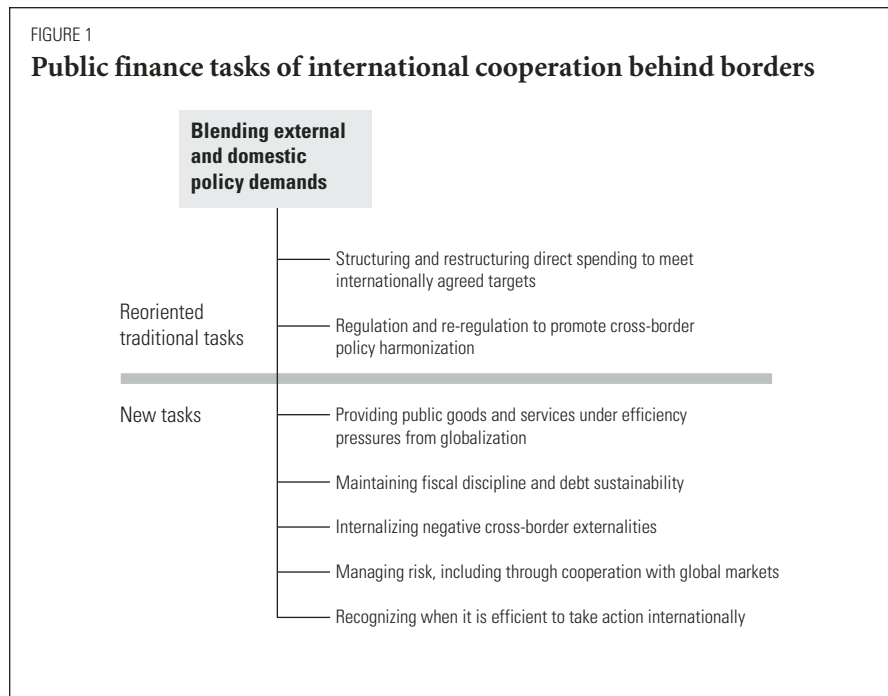 FIGURE 1
Public finance tasks of international cooperation behind borders
Blending external
and domestic
policy demands
Structuring and restructuring direct spending to meet
internationally agreed targets
Reoriented
traditional tasks
Regulation and re-regulation to promote cross-border
policy harmonization
New tasks
Providing public goods and services under efficiency
pressures from globalization
Maintaining fiscal discipline and debt sustainability
Internalizing negative cross-border externalities
Managing risk, including through cooperation with global markets
Recognizing when it is efficient to take action internationally